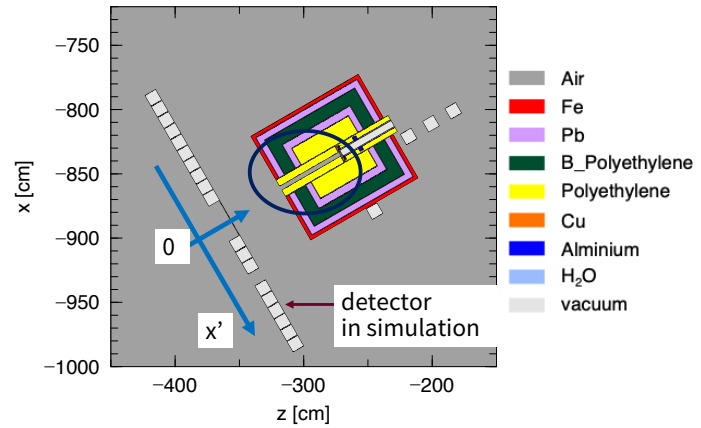 x [cm]
−750
−800
−850
−900
−950
−1000
−400
−300
−200
z [cm]
0
x’
detector
in simulation
Air
Fe
Pb
B_Polyethylene
Polyethylene
Cu
Alminium
H₂O
vacuum